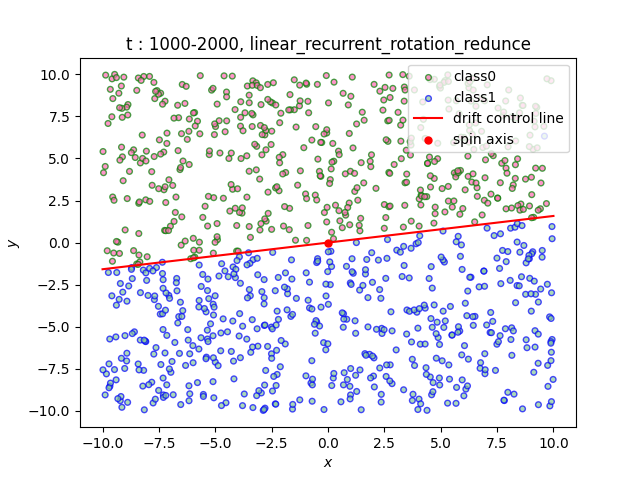 t : 1000-2000, linear_recurrent_rotation_redunce
class0
class1
drift control line
spin axis
10.0
7.5
5.0
2.5
0.0
−2.5
−5.0
−7.5
−10.0
y
−10.0 −7.5 −5.0 −2.5 0.0 2.5 5.0 7.5 10.0
x